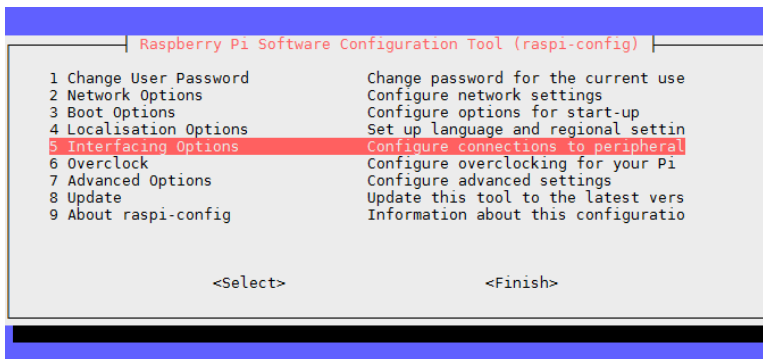 Raspberry Pi Software Configuration Tool (raspi-config)
1 Change User Password Change password for the current use
2 Network Options Configure network settings
3 Boot Options Configure options for start-up
4 Localisation Options Set up language and regional settin
5 Interfacing Options Configure connections to peripheral
6 Overclock Configure overclocking for your Pi
7 Advanced Options Configure advanced settings
8 Update Update this tool to the latest vers
9 About raspi-config Information about this configuratio
<Select> <Finish>